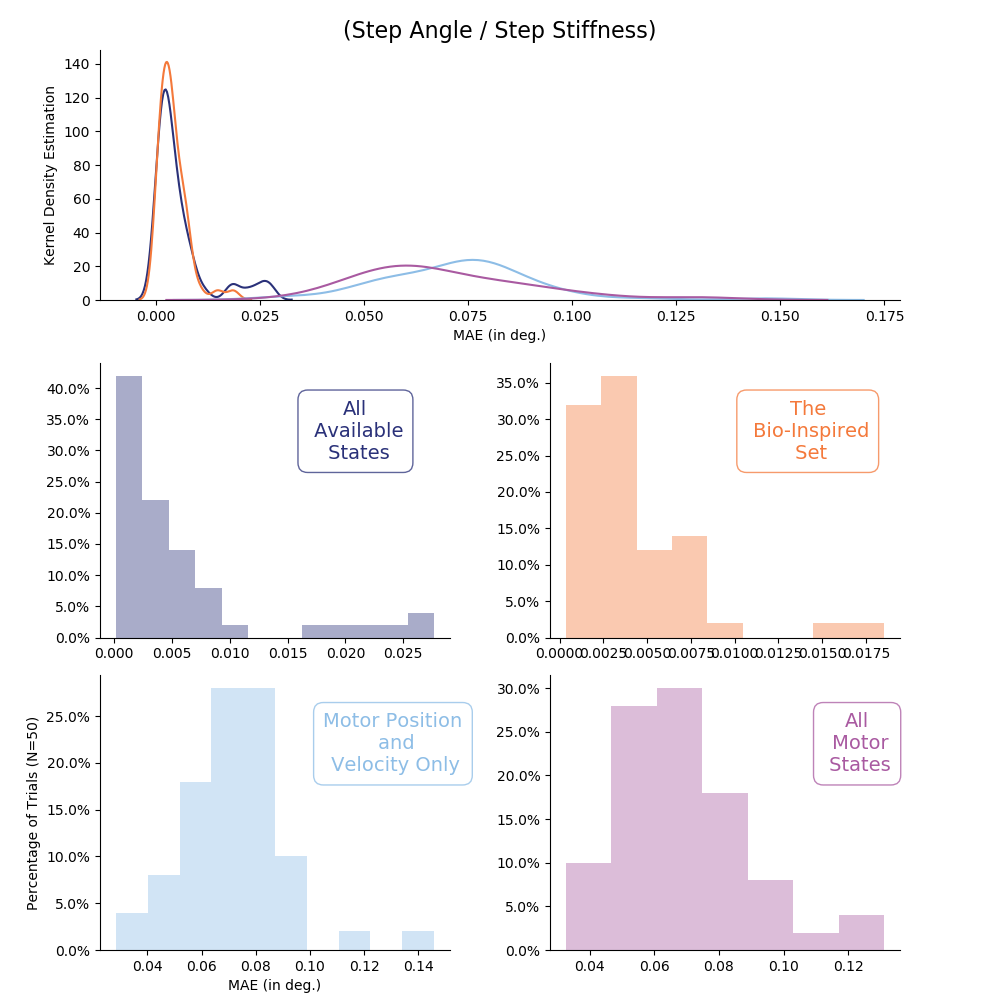 (Step Angle / Step Stiffness)
Kernel Density Estimation
140
120
100
80
60
40
20
0
0.000 0.025 0.050 0.075 0.100 0.125 0.150 0.175
MAE (in deg.)
40.0%
35.0%
30.0%
25.0%
20.0%
15.0%
10.0%
5.0%
0.0%
All
Available
States
0.000 0.005 0.010 0.015 0.020 0.025
35.0%
30.0%
25.0%
20.0%
15.0%
10.0%
5.0%
0.0%
The
Bio-Inspired
Set
0.0000 0.0025 0.0050 0.0075 0.0100 0.0125 0.0150 0.0175
Percentage of Trials (N=50)
25.0%
20.0%
15.0%
10.0%
5.0%
0.0%
Motor Position
and
Velocity Only
0.04 0.06 0.08 0.10 0.12 0.14
MAE (in deg.)
30.0%
25.0%
20.0%
15.0%
10.0%
5.0%
0.0%
All
Motor
States
0.04 0.06 0.08 0.10 0.12